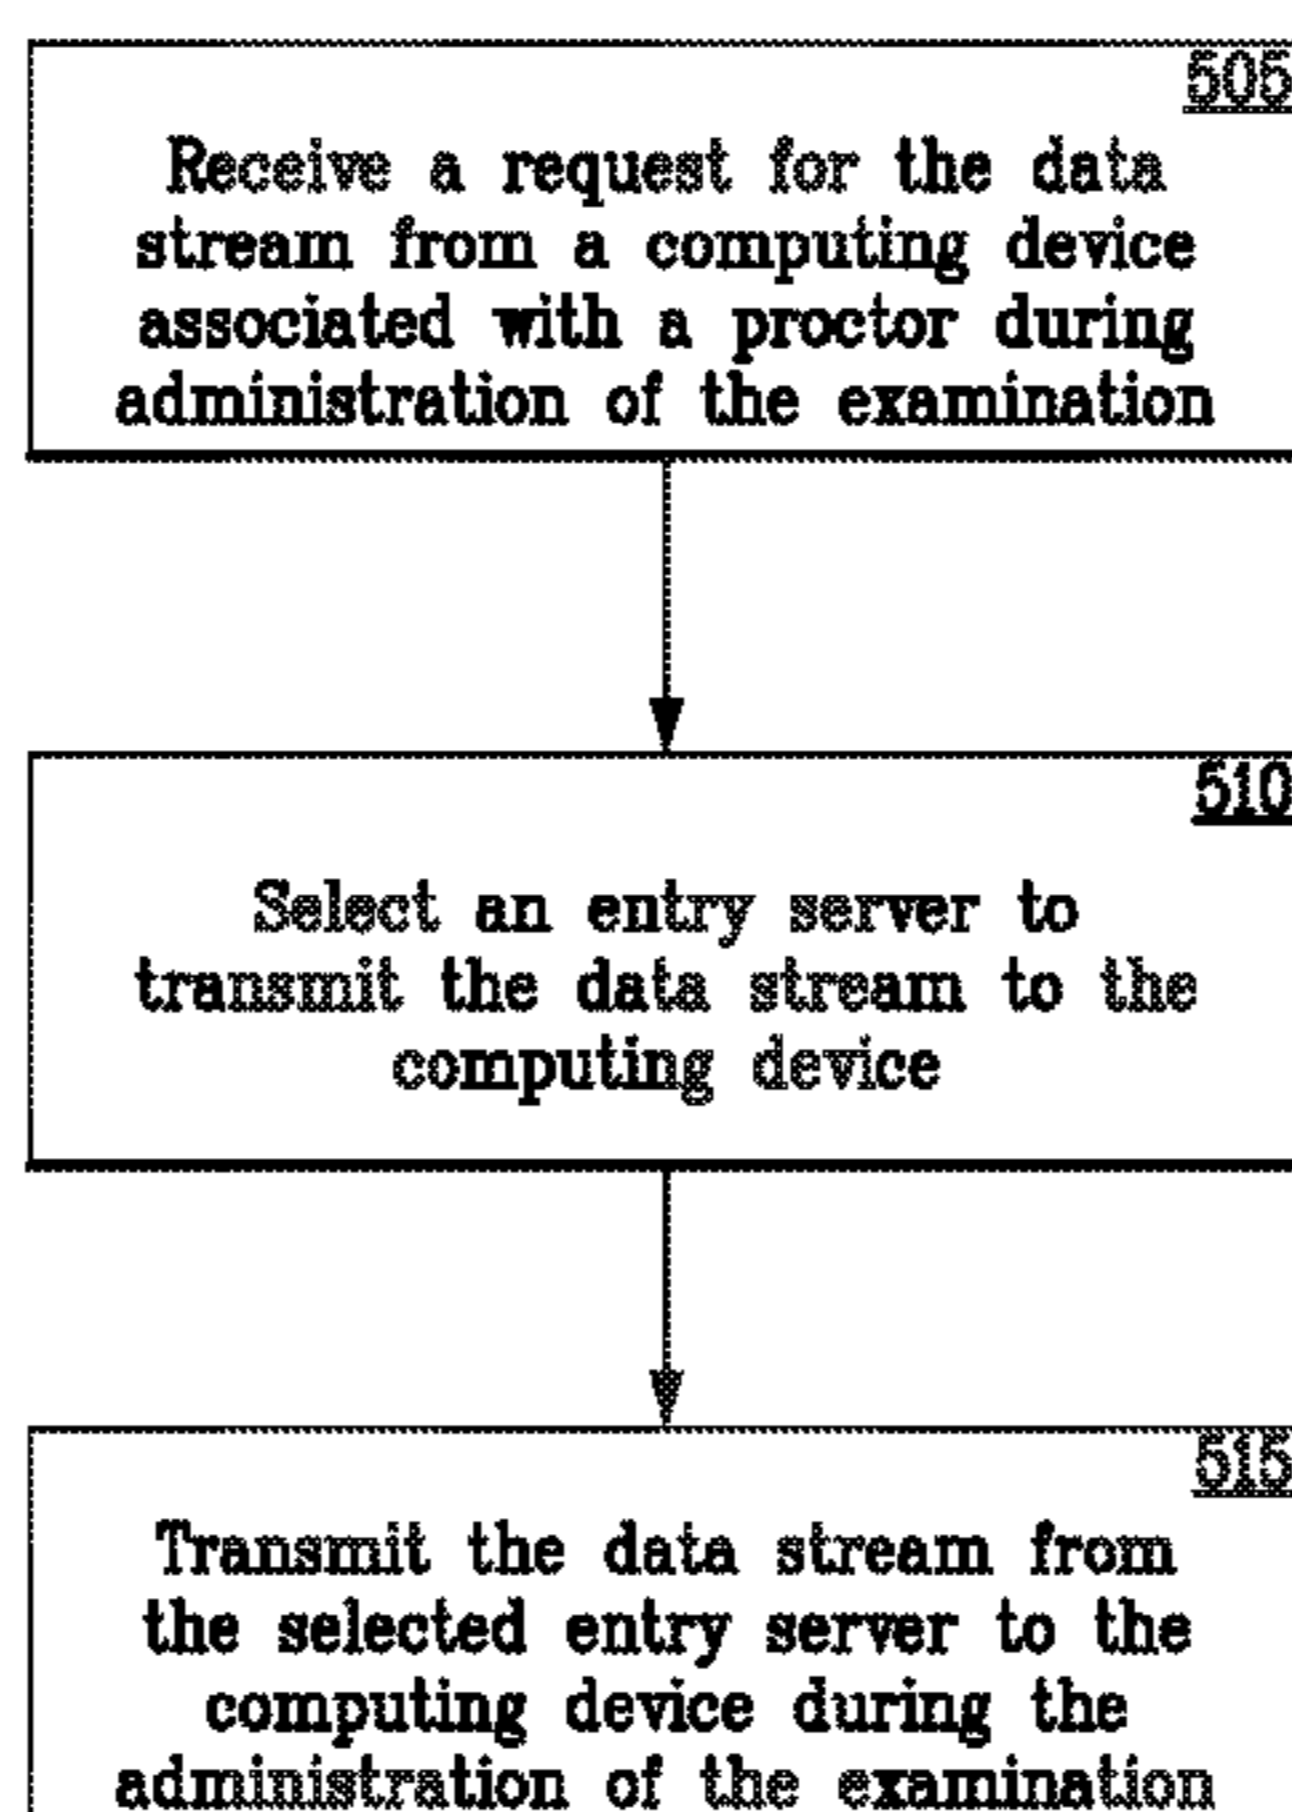 505
Receive a request for the data
stream from a computing device
associated with a proctor during
administration of the examination
510
Select an entry server to
transmit the data stream to the
computing device
515
Transmit the data stream from
the selected entry server to the
computing device during the
administration of the examination